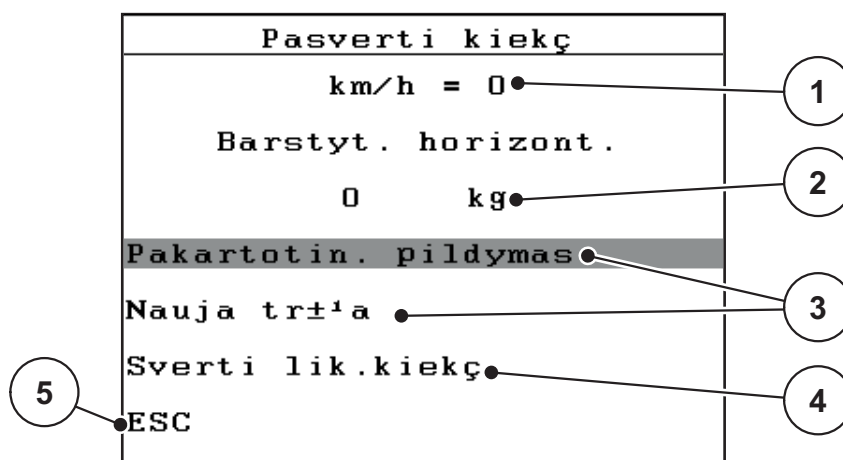 Pasverti kiekç
km/h = 0
1
Barstyt. horizont.
0 kg
2
Pakartotin. pildymas
Nauja tr±¹a
3
Sverti lik.kiekç
4
5
ESC